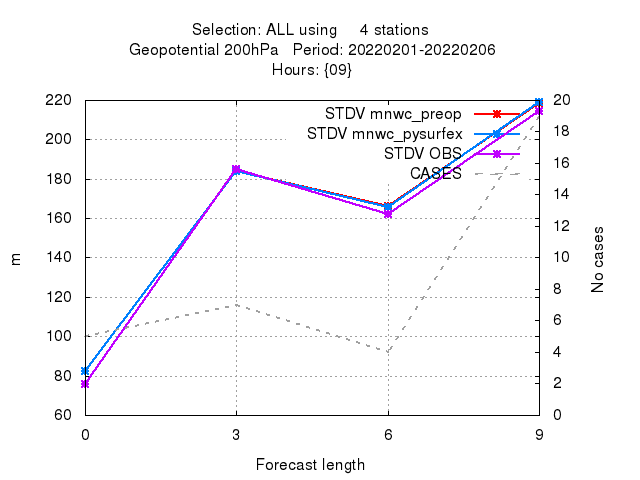 Selection: ALL using 4 stations
Geopotential 200hPa Period: 20220201-20220206
Hours: {09}
STDV mnwc_preop
STDV mnwc_pysurfex
STDV OBS
CASES
220
200
180
160
140
120
100
80
60
m
20
18
16
14
12
10
8
6
4
2
0
No cases
0 3 6 9
Forecast length